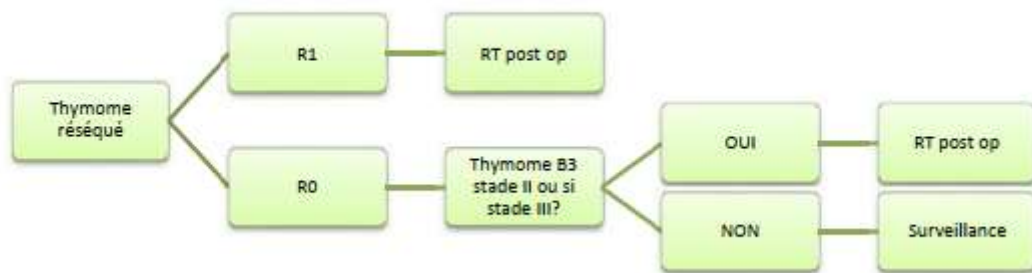 Thymome
réséqué
R1
RT post op
R0
Thymome B3
stade II ou si
stade III?
OUI
RT post op
NON
Surveillance